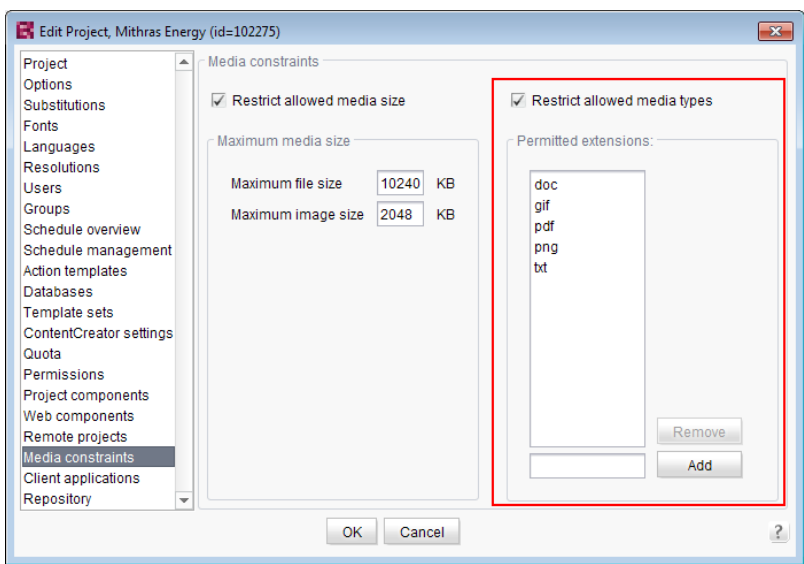 Edit Project, Mithras Energy (id=102275)
Project
Options
Substitutions
Fonts
Languages
Resolutions
Users
Groups
Schedule overview
Schedule management
Action templates
Databases
Template sets
ContentCreator settings
Quota
Permissions
Project components
Web components
Remote projects
Media constraints
Client applications
Repository
Media constraints
Restrict allowed media size
Maximum media size
Maximum file size 10240 KB
Maximum image size 2048 KB
Restrict allowed media types
Permitted extensions:
doc
gif
pdf
png
txt
Remove
Add
OK Cancel ?